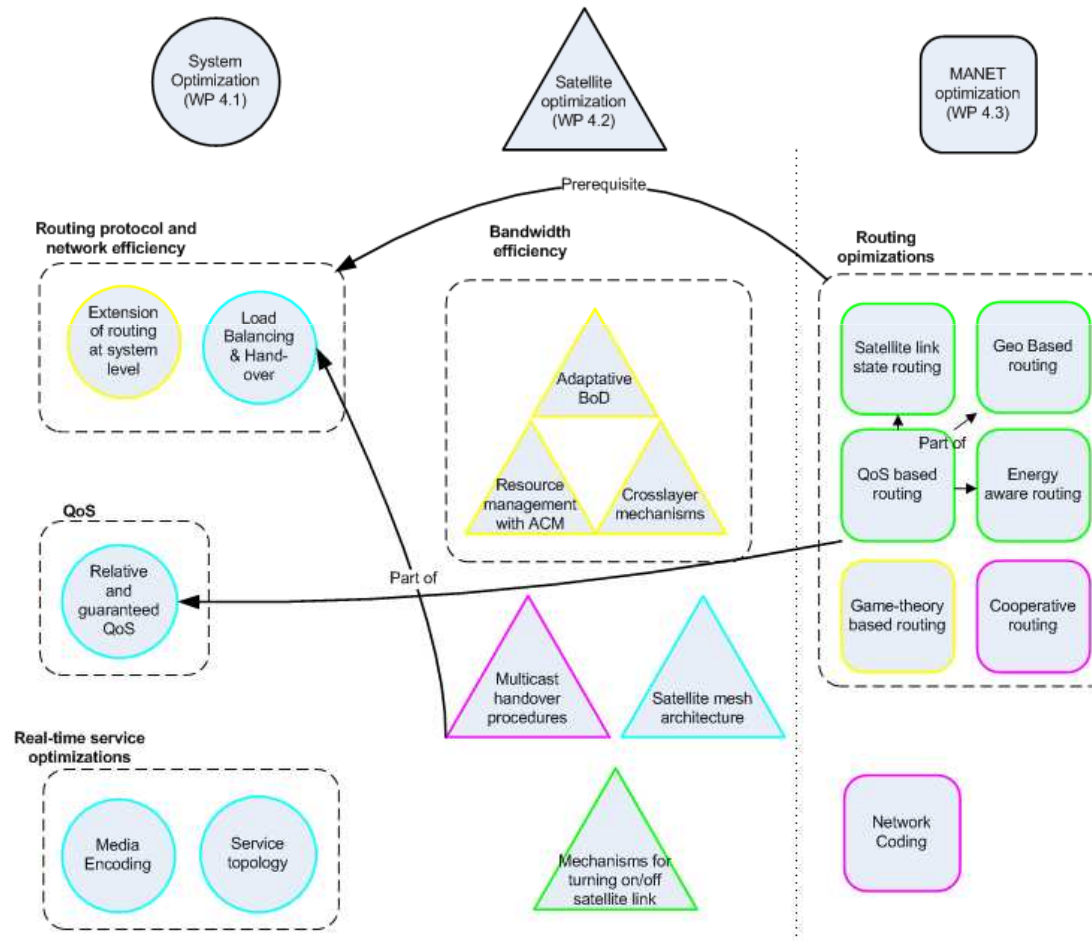 System
Optimization
(WP 4.1)
Satellite
optimization
(WP 4.2)
MANET
optimization
(WP 4.3)
Prerequisite
Routing protocol and
network efficiency
Bandwidth
efficiency
Routing
opimizations
Extension
of routing
at system
level
Load
Balancing
& Hand-
over
Adaptative
BoD
Resource
management
with ACM
Crosslayer
mechanisms
Satellite link
state routing
Geo Based
routing
Part of
QoS based
routing
Energy
aware routing
Game-theory
based routing
Cooperative
routing
QoS
Relative
and
guaranteed
QoS
Part of
Multicast
handover
procedures
Satellite mesh
architecture
Real-time service
optimizations
Media
Encoding
Service
topology
Mechanisms for
turning on/off
satellite link
Network
Coding